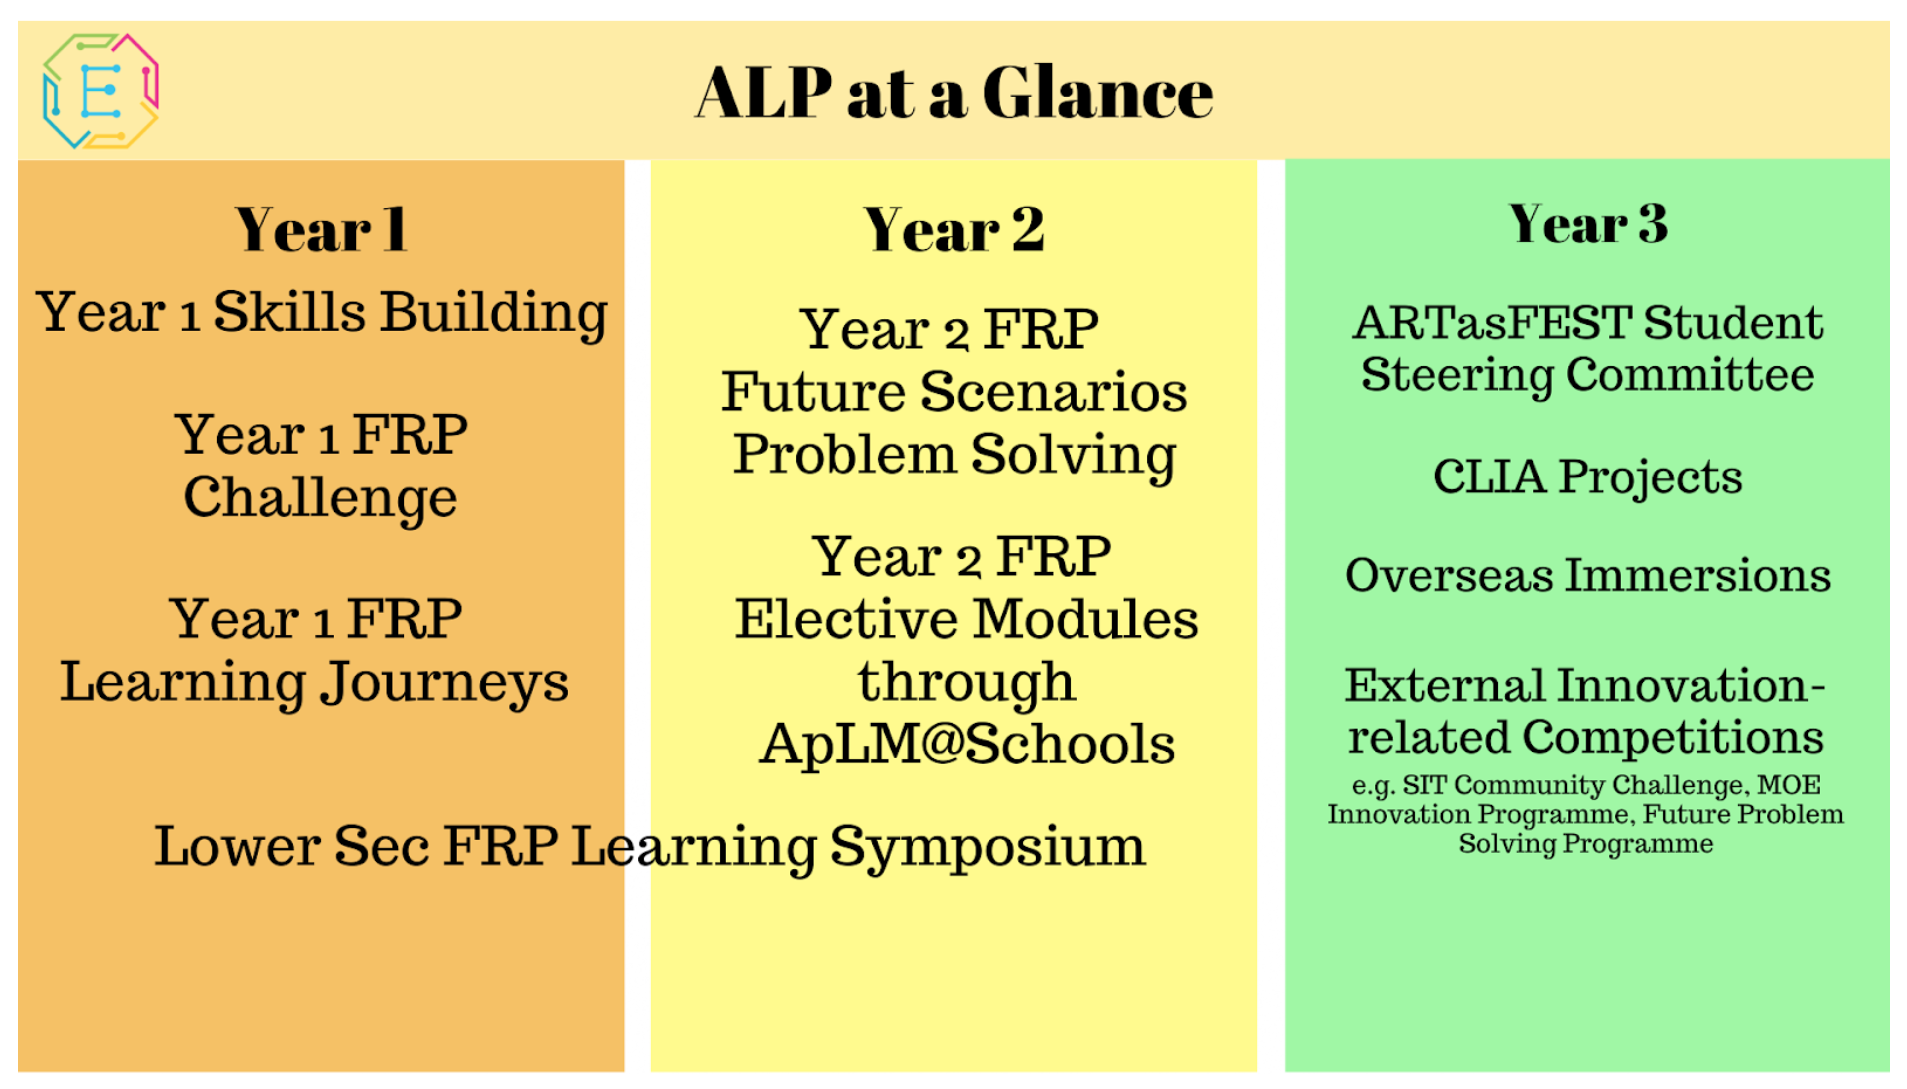 E
ALP at a Glance
Year 1
Year 1 Skills Building
Year 1 FRP
Challenge
Year 1 FRP
Learning Journeys
Year 2
Year 2 FRP
Future Scenarios
Problem Solving
Year 2 FRP
Elective Modules
through
ApLM@Schools
Lower Sec FRP Learning Symposium
Year 3
ARTasFEST Student
Steering Committee
CLIA Projects
Overseas Immersions
External Innovation-
related Competitions
e.g. SIT Community Challenge, MOE
Innovation Programme, Future Problem
Solving Programme